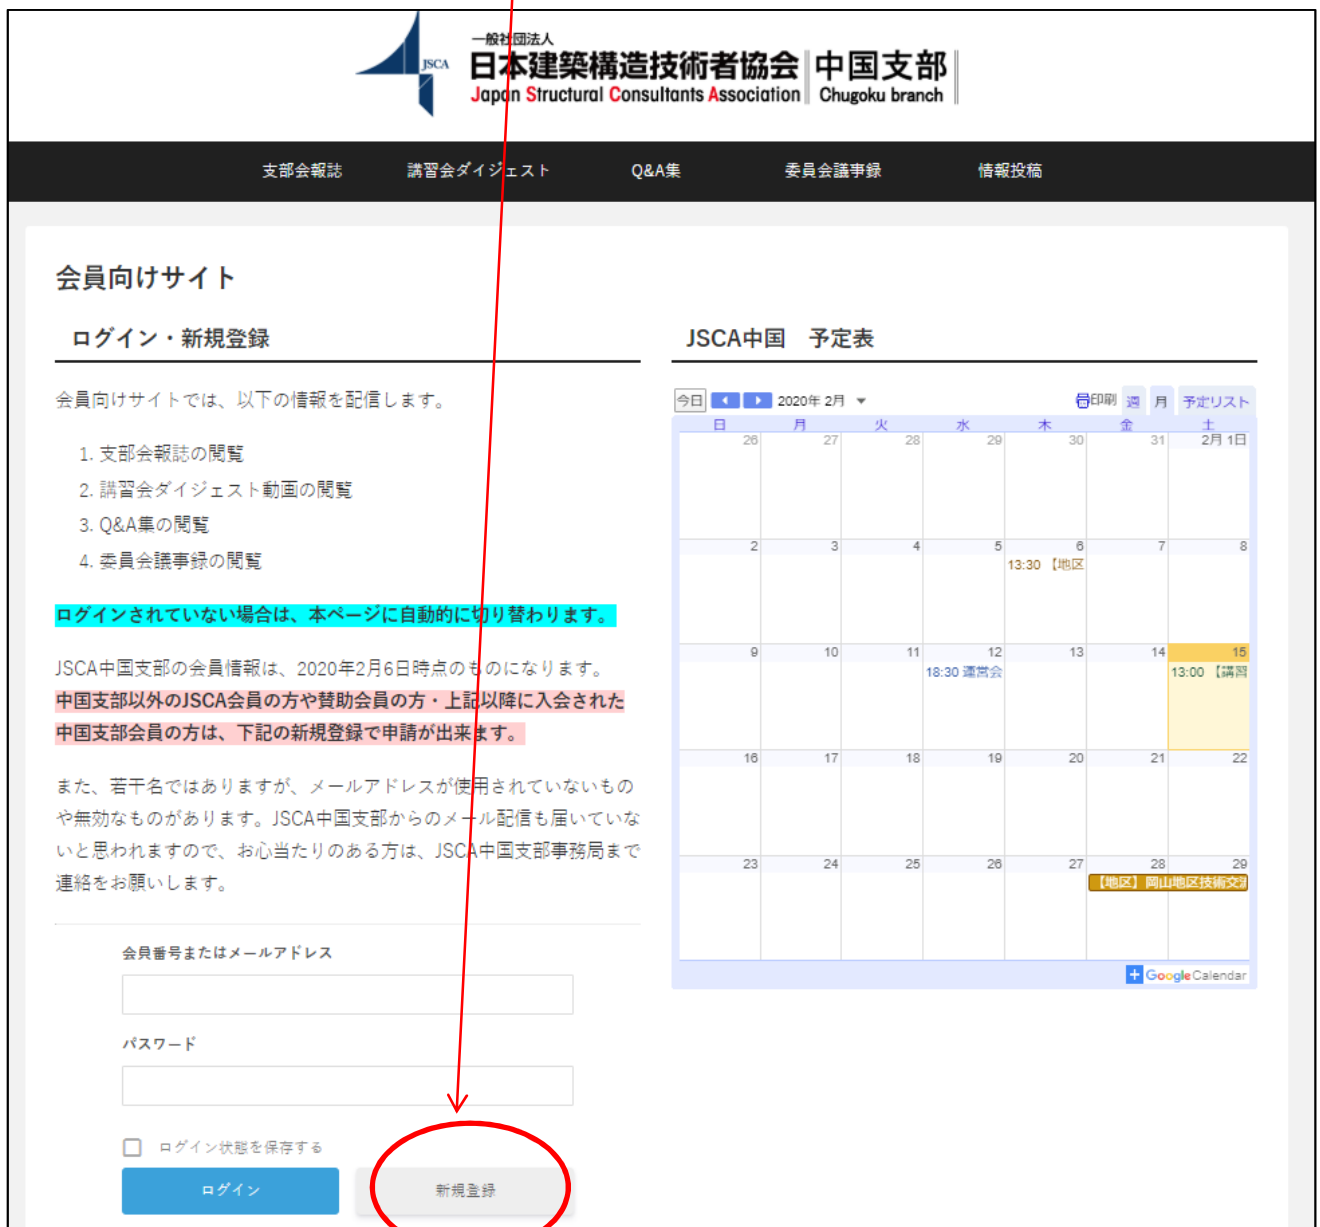 JSCA
一般社団法人
日本建築構造技術者協会 中国支部
Japan Structural Consultants Association Chugoku branch
支部会報誌 講習会ダイジェスト Q&A集 委員会議事録 情報投稿
会員向けサイト
ログイン・新規登録
会員向けサイトでは、以下の情報を配信します。
1. 支部会報誌の閲覧
2. 講習会ダイジェスト動画の閲覧
3. Q&A集の閲覧
4. 委員会議事録の閲覧
ログインされていない場合は、本ページに自動的に切り替わります。
JSCA中国支部の会員情報は、2020年2月6日時点のものになります。
中国支部以外のJSCA会員の方や賛助会員の方・上記以降に入会された
中国支部会員の方は、下記の新規登録で申請が出来ます。
また、若干名ではありますが、メールアドレスが使用されていないもの
や無効なものがあります。JSCA中国支部からのメール配信も届いていな
いと思われますので、お心当たりのある方は、JSCA中国支部事務局まで
連絡をお願いします。
会員番号またはメールアドレス
パスワード
ログイン状態を保存する
ログイン 新規登録
JSCA中国 予定表
今日 2020年 2月 印刷 週 月 予定リスト
日 月 火 水 木 金 土
26 27 28 29 30 31 2月 1日
2 3 4 5 6 7 8
13:30 【地区
9 10 11 12 13 14 15
18:30 運営会 13:00 【講習
16 17 18 19 20 21 22
23 24 25 26 27 28 29
【地区】岡山地区技術交流
Google Calendar